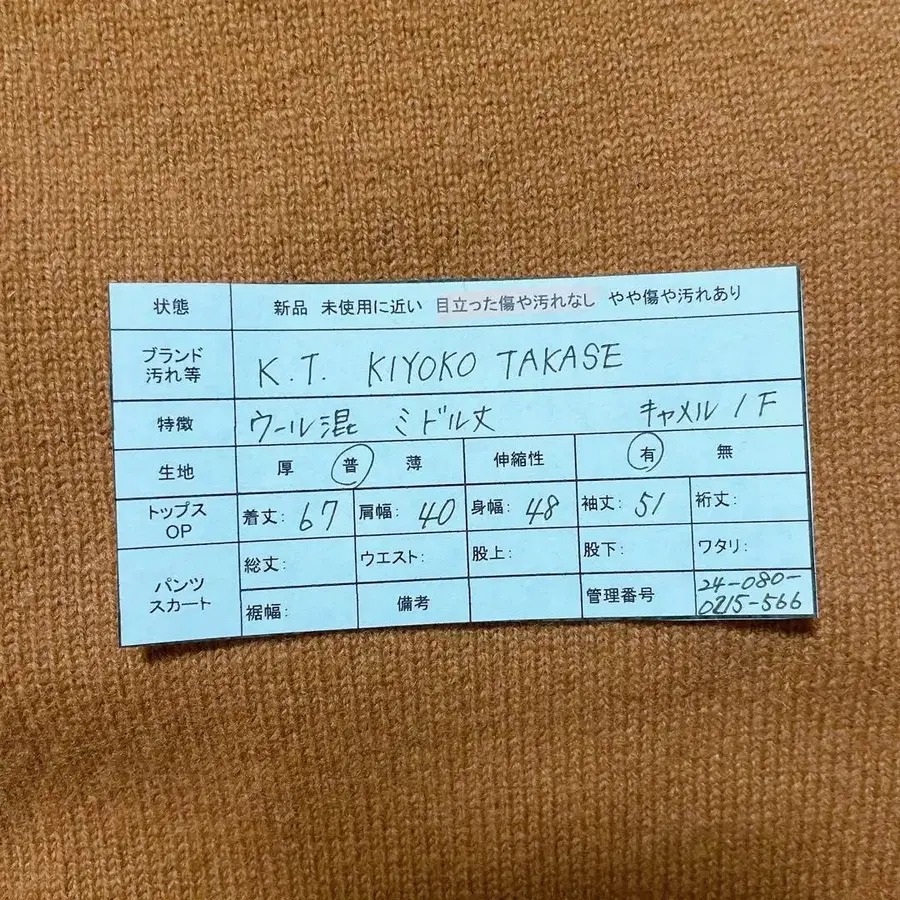 状態 新品 未使用に近い 目立った傷や汚れなし やや傷や汚れあり
ブランド 汚れ等 K.T. KIYOKO TAKASE
特徴 ウール混 ミドル丈 キャメル/F
生地 厚 普 薄 伸縮性 有 無
トップス OP 着丈: 67 肩幅: 40 身幅: 48 袖丈: 51 裄丈:
パンツ スカート 総丈: ウエスト: 股上: 股下: ワタリ:
裾幅: 備考 管理番号 24-080-
0215-566